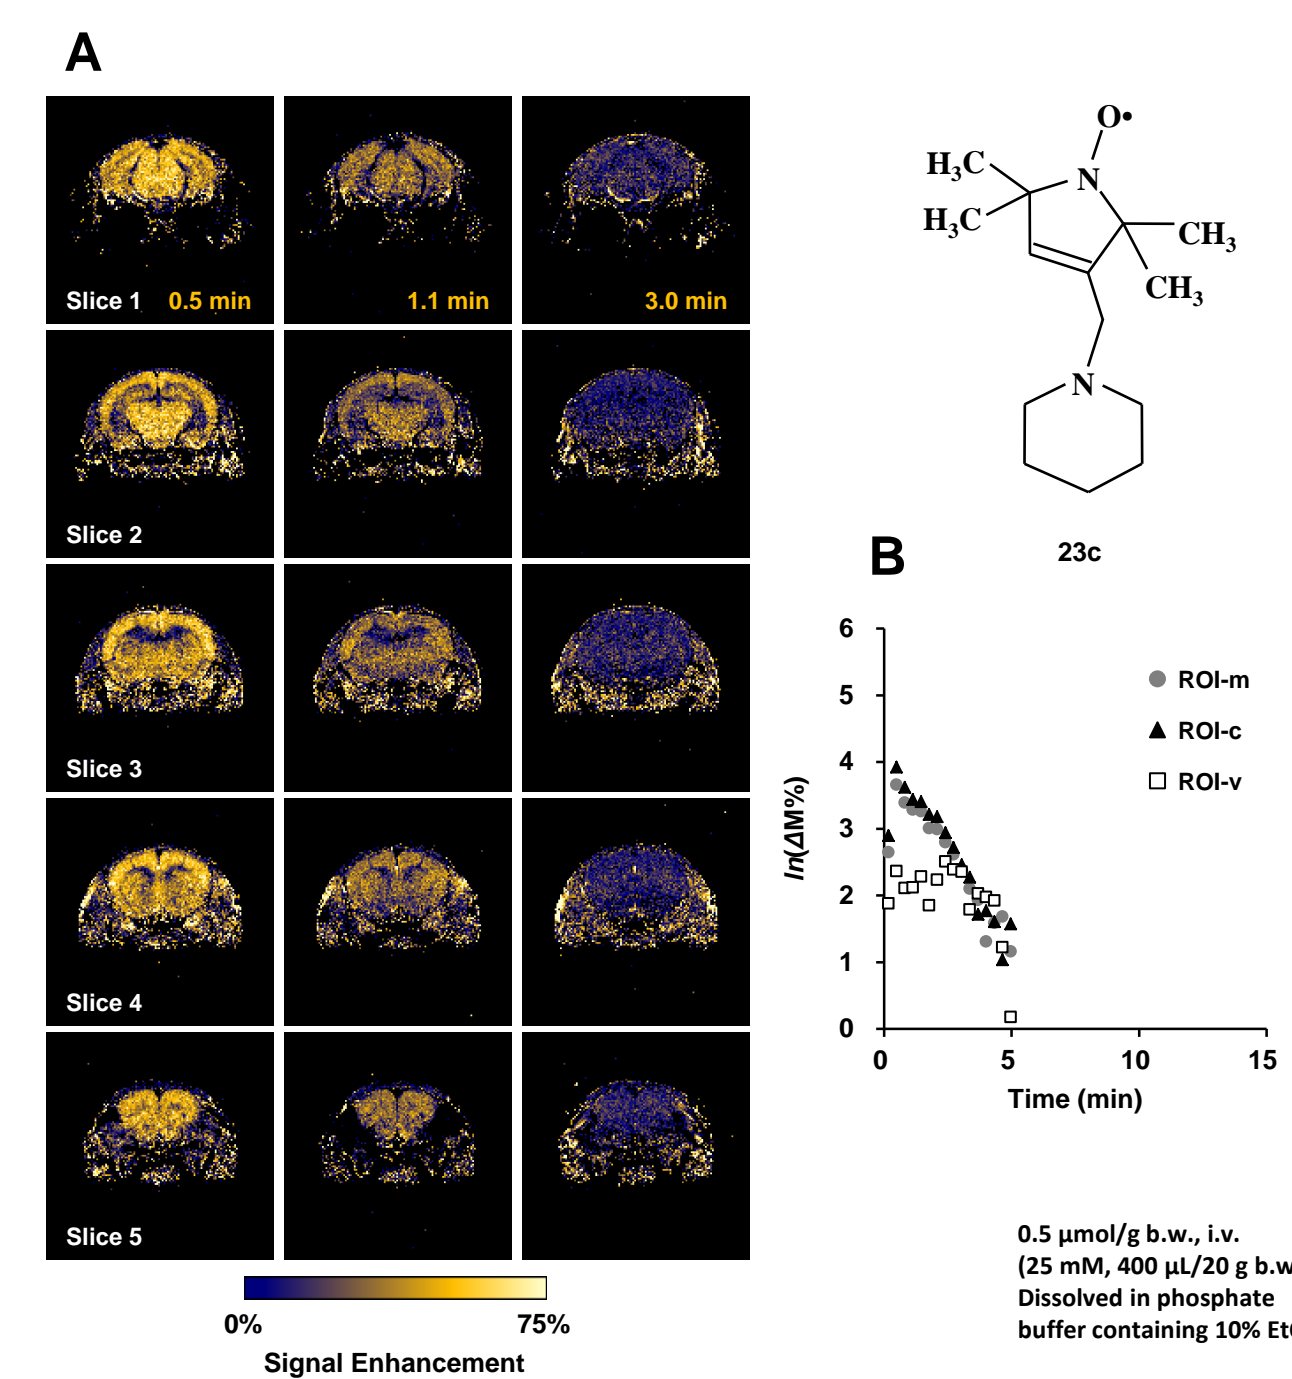 A
Slice 1 0.5 min
1.1 min
3.0 min
Slice 2
Slice 3
Slice 4
Slice 5
0% 75%
Signal Enhancement
O•
N
H₃C
H₃C
CH₃
CH₃
N
23c
B
6
5
4
3
2
1
0
ln(ΔM%)
ROI-m
ROI-c
ROI-v
0 5 10 15
Time (min)
0.5 µmol/g b.w., i.v.
(25 mM, 400 µL/20 g b.w
Dissolved in phosphate
buffer containing 10%